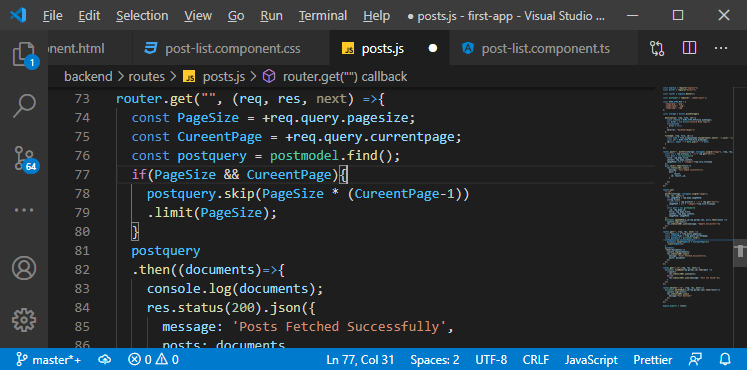 File Edit Selection View Go Run Terminal Help ● posts.js - first-app - Visual Studio ...
onent.html post-list.component.css JS posts.js ● post-list.component.ts ...
backend > routes > JS posts.js > router.get("") callback
73 router.get("", (req, res, next) =>{
74 const PageSize = +req.query.pagesize;
75 const CureentPage = +req.query.currentpage;
76 const postquery = postmodel.find();
77 if(PageSize && CureentPage){
78 postquery.skip(PageSize * (CureentPage-1))
79 .limit(PageSize);
80 }
81 postquery
82 .then((documents)=>{
83 console.log(documents);
84 res.status(200).json({
85 message: 'Posts Fetched Successfully',
86 posts: documents
1
64
master*+ 0 0 Ln 77, Col 31 Spaces: 2 UTF-8 CRLF JavaScript Prettier